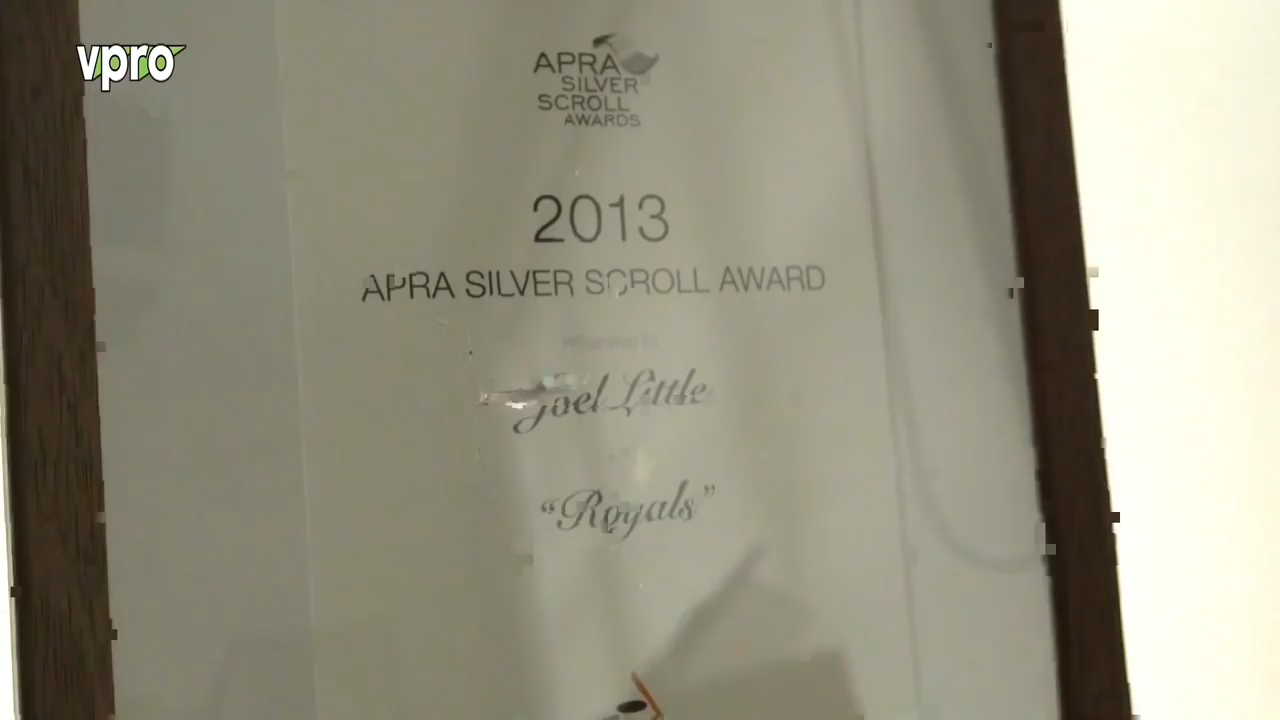 vpro
APRA
SILVER
SCROLL
AWARDS
2013
APRA SILVER SCROLL AWARD
Joel Little
“Royals”